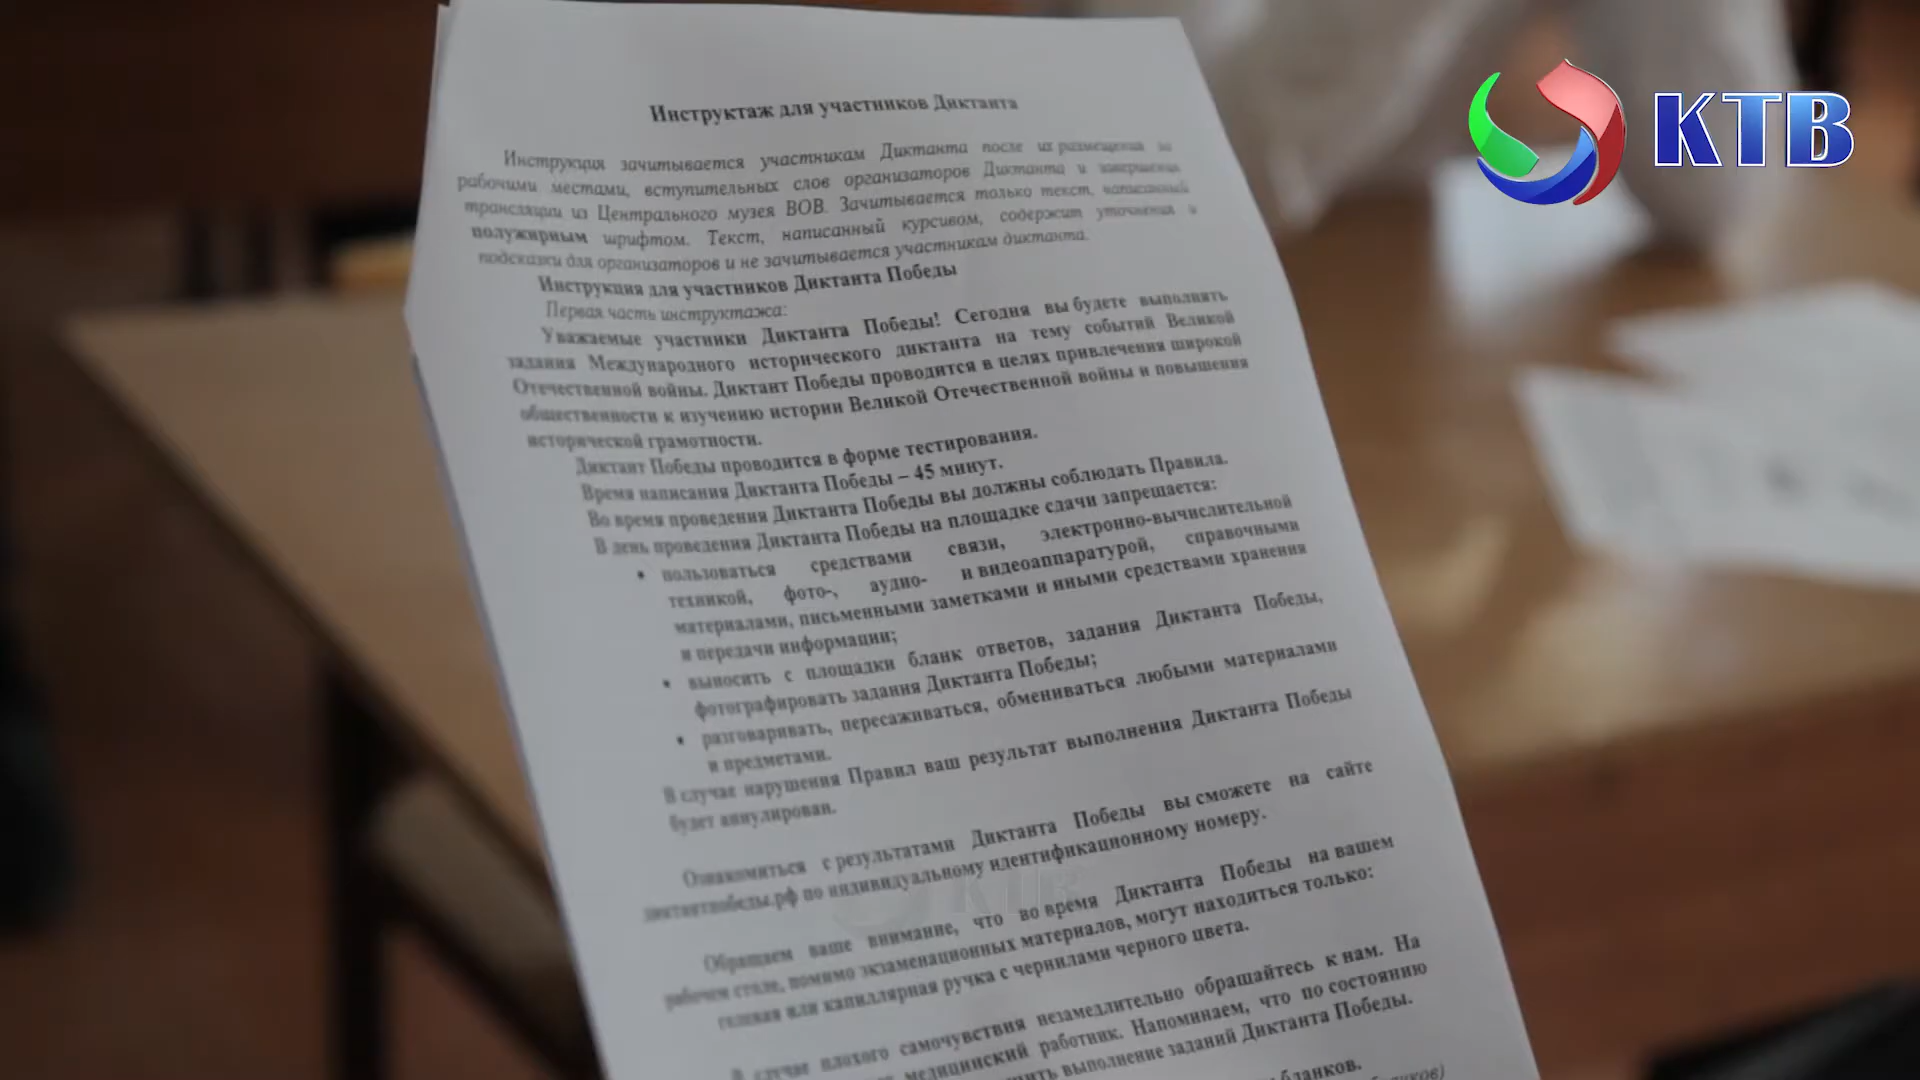 КТВ
Инструктаж для участников Диктанта
Инструкция зачитывается участникам Диктанта после их размещения за
рабочими местами, вступительных слов организаторов Диктанта и завершения
трансляции из Центрального музея ВОВ. Зачитывается только текст, написанный
полужирным шрифтом. Текст, написанный курсивом, содержит уточнения и
подсказки для организаторов и не зачитывается участникам диктанта.
Инструкция для участников Диктанта Победы
Первая часть инструктажа:
Уважаемые участники Диктанта Победы! Сегодня вы будете выполнять
задания Международного исторического диктанта на тему событий Великой
Отечественной войны. Диктант Победы проводится в целях привлечения широкой
общественности к изучению истории Великой Отечественной войны и повышения
исторической грамотности.
Диктант Победы проводится в форме тестирования.
Время написания Диктанта Победы – 45 минут.
Во время проведения Диктанта Победы вы должны соблюдать Правила.
В день проведения Диктанта Победы на площадке сдачи запрещается:
• пользоваться средствами связи, электронно-вычислительной
техникой, фото-, аудио- и видеоаппаратурой, справочными
материалами, письменными заметками и иными средствами хранения
и передачи информации;
• выносить с площадки бланк ответов, задания Диктанта Победы,
фотографировать задания Диктанта Победы;
• разговаривать, пересаживаться, обмениваться любыми материалами
и предметами.
В случае нарушения Правил ваш результат выполнения Диктанта Победы
будет аннулирован.
Ознакомиться с результатами Диктанта Победы вы сможете на сайте
диктантпобеды.рф по индивидуальному идентификационному номеру.
Обращаем ваше внимание, что во время Диктанта Победы на вашем
рабочем столе, помимо экзаменационных материалов, могут находиться только:
гелевая или капиллярная ручка с чернилами черного цвета.
В случае плохого самочувствия незамедлительно обращайтесь к нам. На
медицинский работник. Напоминаем, что по состоянию
выполнение заданий Диктанта Победы.
бланков.